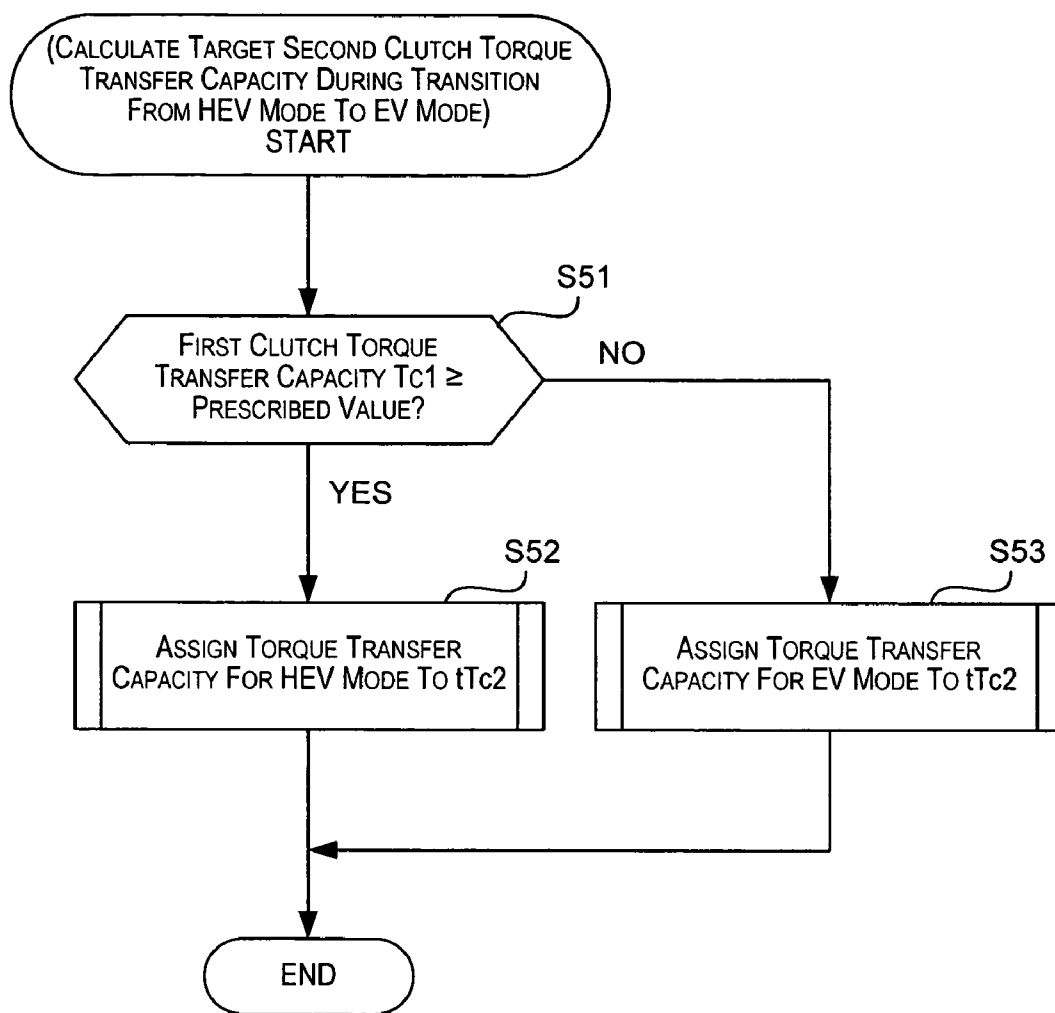 (CALCULATE TARGET SECOND CLUTCH TORQUE
TRANSFER CAPACITY DURING TRANSITION
FROM HEV MODE TO EV MODE)
START
S51
FIRST CLUTCH TORQUE
TRANSFER CAPACITY TC1 ≥
PRESCRIBED VALUE?
NO
YES
S52
ASSIGN TORQUE TRANSFER
CAPACITY FOR HEV MODE TO tTC2
S53
ASSIGN TORQUE TRANSFER
CAPACITY FOR EV MODE TO tTC2
END